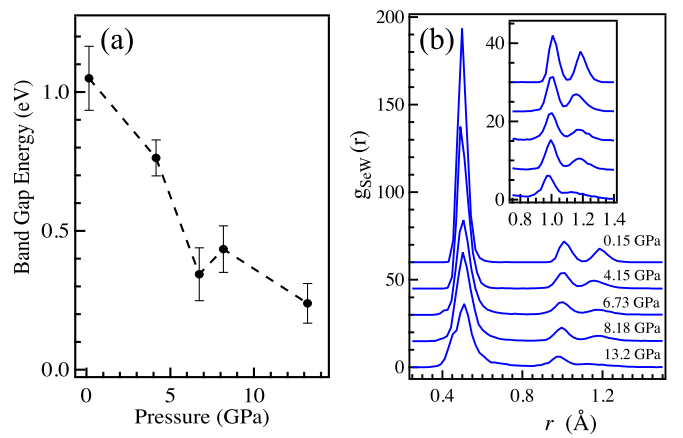 (a)
1.0
0.5
0.0
Band Gap Energy (eV)
0
5
10
Pressure (GPa)
(b)
200
150
100
50
0
gSeW(r)
0.4
0.8
1.2
r (Å)
0.15 GPa
4.15 GPa
6.73 GPa
8.18 GPa
13.2 GPa
40
20
0
0.8
1.0
1.2
1.4